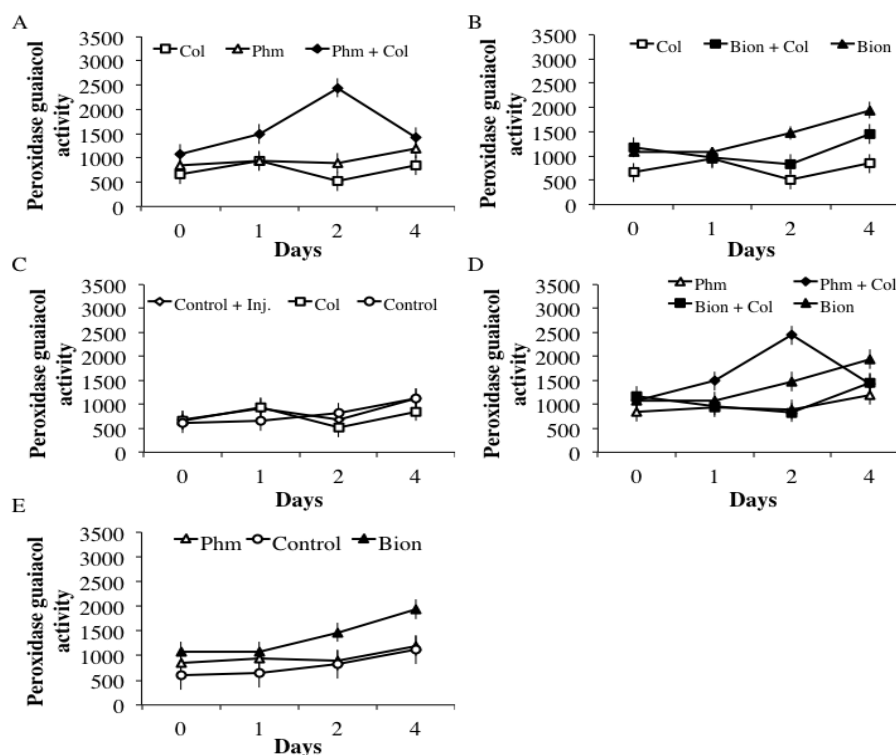 A
Peroxidase guaiacol
activity
3500
3000
2500
2000
1500
1000
500
0
Col Phm Phm + Col
0 1 2 4
Days
B
Peroxidase guaiacol
activity
3500
3000
2500
2000
1500
1000
500
0
Col Bion + Col Bion
0 1 2 4
Days
C
Peroxidase guaiacol
activity
3500
3000
2500
2000
1500
1000
500
0
Control + Inj. Col Control
0 1 2 4
Days
D
Peroxidase guaiacol
activity
3500
3000
2500
2000
1500
1000
500
0
Phm Phm + Col
Bion + Col Bion
0 1 2 4
Days
E
Peroxidase guaiacol
activity
3500
3000
2500
2000
1500
1000
500
0
Phm Control Bion
0 1 2 4
Days